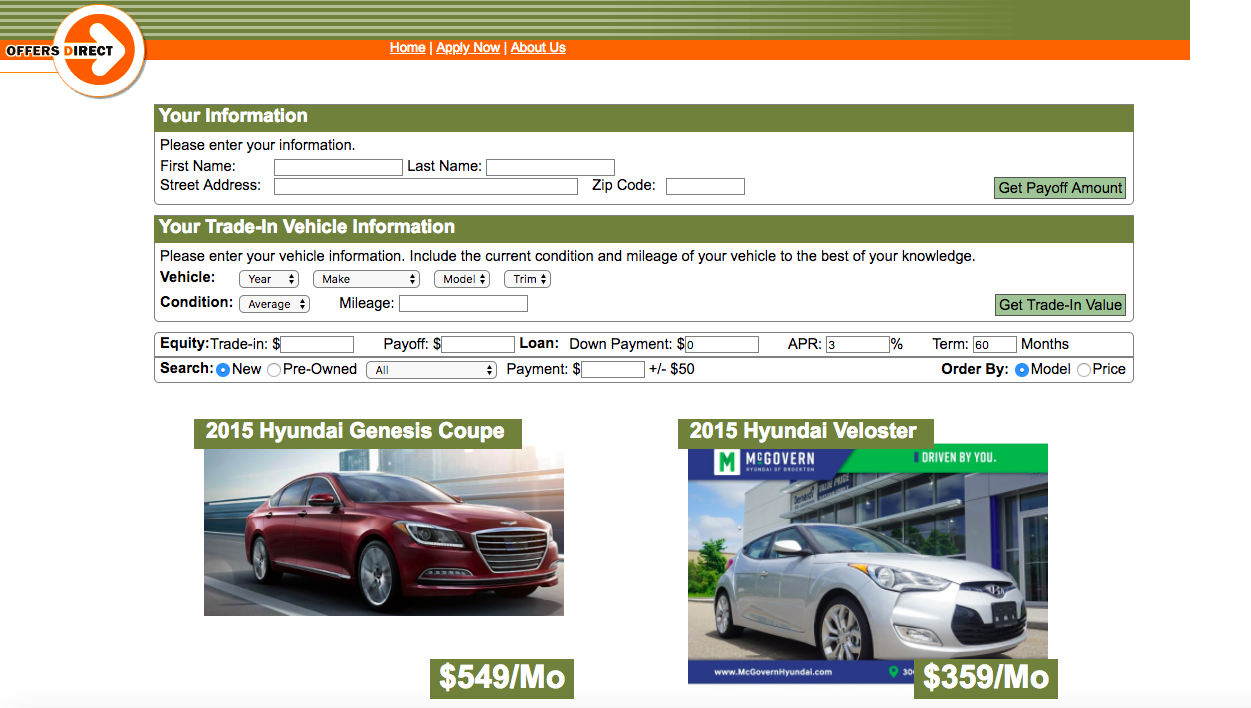 OFFERS DIRECT
Home | Apply Now | About Us
Your Information
Please enter your information.
First Name: Last Name:
Street Address: Zip Code:
Get Payoff Amount
Your Trade-In Vehicle Information
Please enter your vehicle information. Include the current condition and mileage of your vehicle to the best of your knowledge.
Vehicle: Year Make Model Trim
Condition: Average Mileage:
Get Trade-In Value
Equity: Trade-in: $ Payoff: $ Loan: Down Payment: $ 0 APR: 3 % Term: 60 Months
Search: New Pre-Owned All Payment: $ +/- $50 Order By: Model Price
2015 Hyundai Genesis Coupe
2015 Hyundai Veloster
M McGOVERN
HYUNDAI OF BROCKTON
DRIVEN BY YOU.
www.McGovernHyundai.com
$549/Mo
$359/Mo